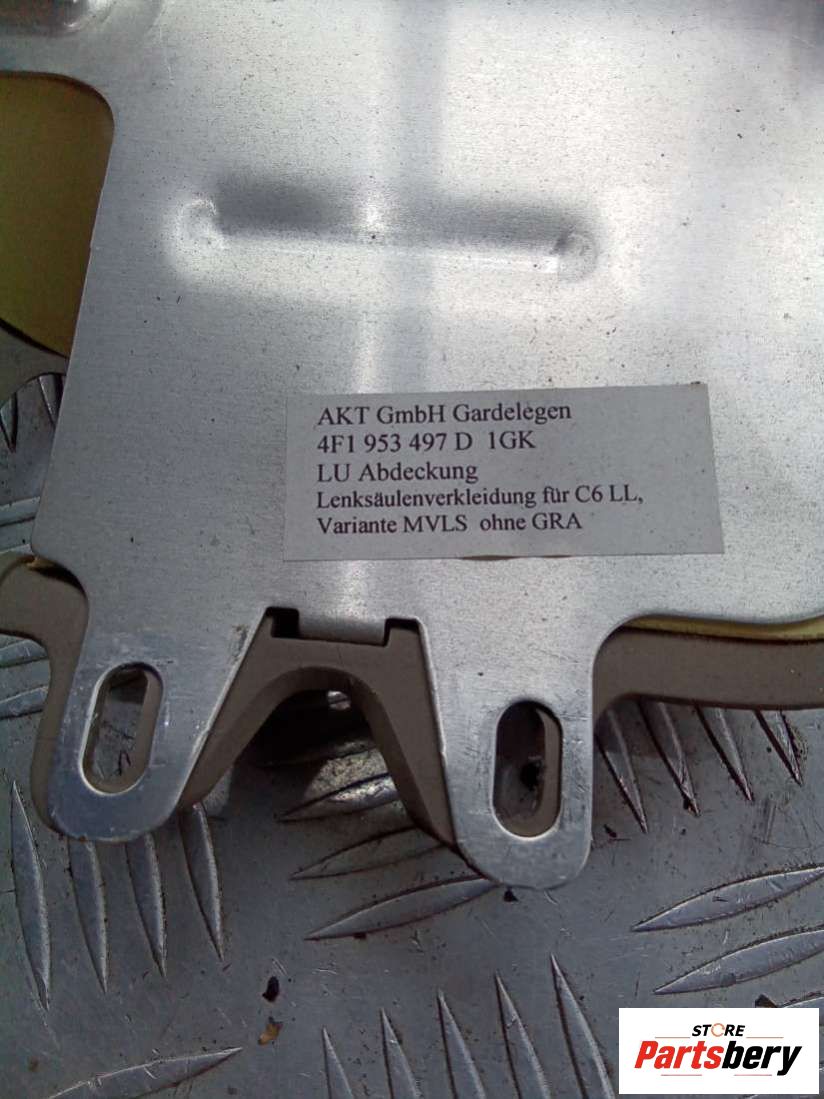 AKT GmbH Gardelegen
4F1 953 497 D 1GK
LU Abdeckung
Lenksäulenverkleidung für C6 LL,
Variante MVLS ohne GRA
STORE
Partsbery